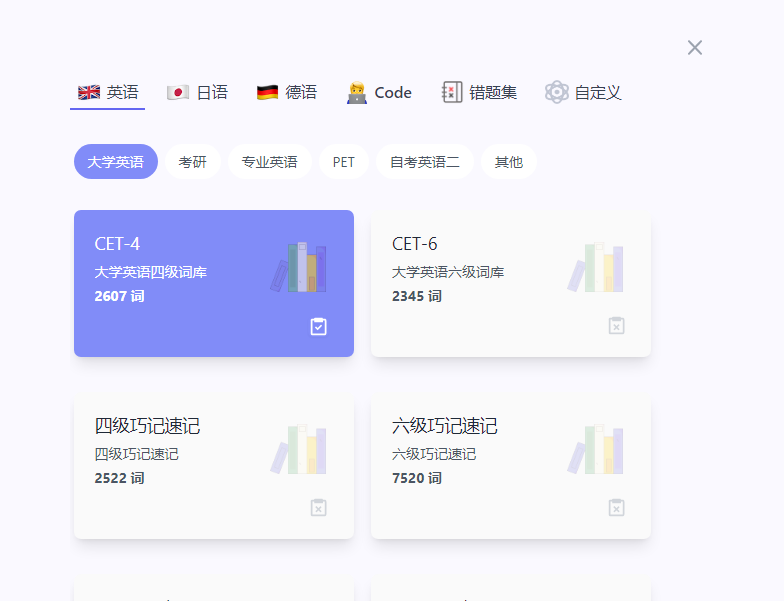 英语 日语 德语 Code 错题集 自定义
大学英语 考研 专业英语 PET 自考英语二 其他
CET-4
大学英语四级词库
2607 词
CET-6
大学英语六级词库
2345 词
四级巧记速记
四级巧记速记
2522 词
六级巧记速记
六级巧记速记
7520 词